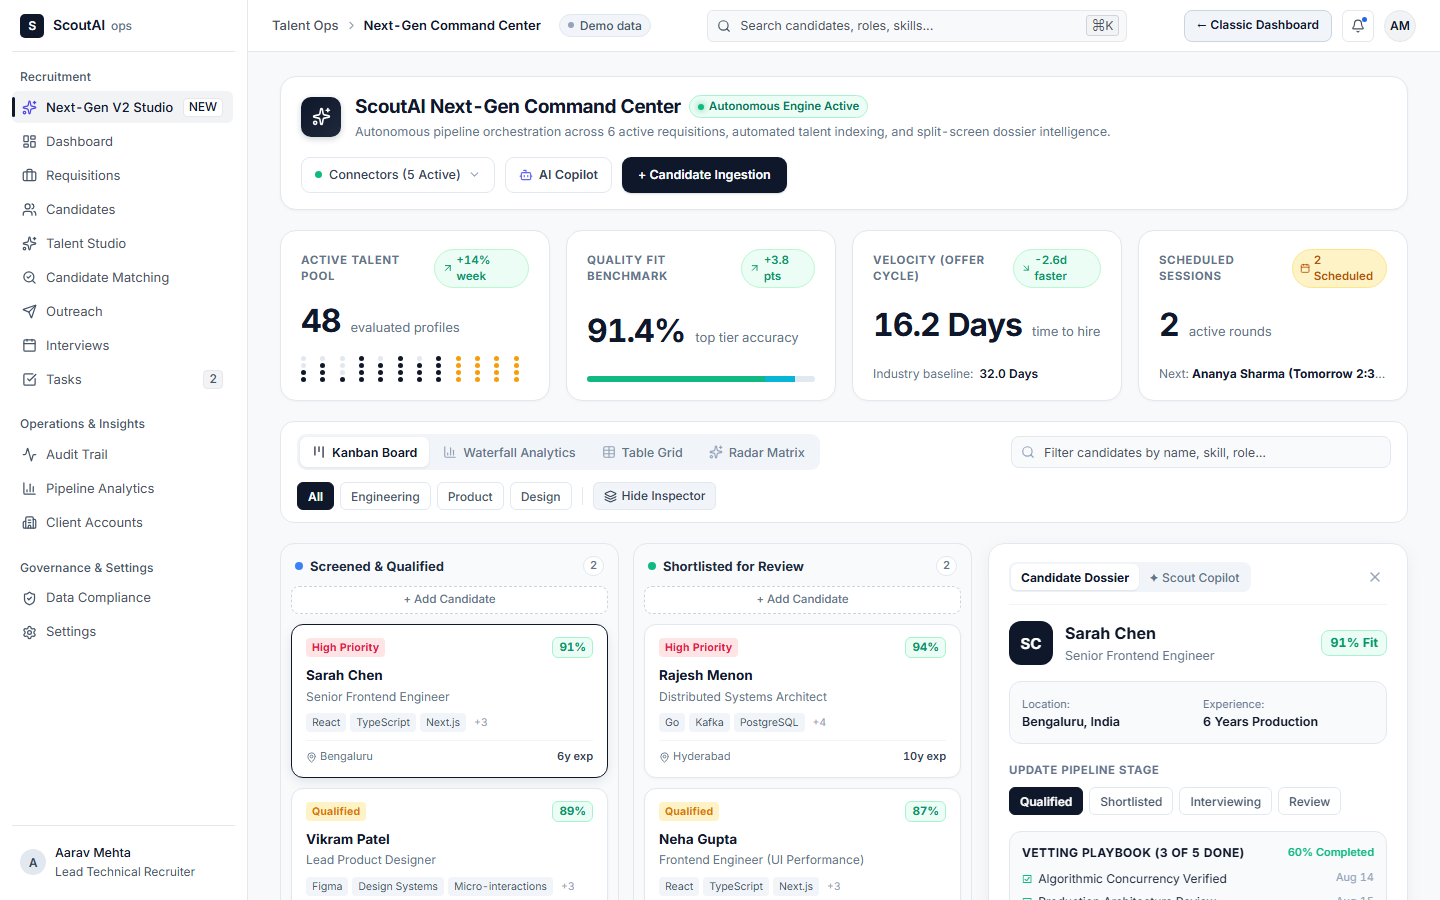 S ScoutAI ops
Recruitment
Next-Gen V2 Studio NEW
Dashboard
Requisitions
Candidates
Talent Studio
Candidate Matching
Outreach
Interviews
Tasks 2
Operations & Insights
Audit Trail
Pipeline Analytics
Client Accounts
Governance & Settings
Data Compliance
Settings
A Aarav Mehta
Lead Technical Recruiter
Talent Ops > Next-Gen Command Center Demo data
Search candidates, roles, skills... ⌘K
← Classic Dashboard AM
ScoutAI Next-Gen Command Center Autonomous Engine Active
Autonomous pipeline orchestration across 6 active requisitions, automated talent indexing, and split-screen dossier intelligence.
Connectors (5 Active) AI Copilot + Candidate Ingestion
ACTIVE TALENT POOL
+14% week
48 evaluated profiles
QUALITY FIT BENCHMARK
+3.8 pts
91.4% top tier accuracy
VELOCITY (OFFER CYCLE)
-2.6d faster
16.2 Days time to hire
Industry baseline: 32.0 Days
SCHEDULED SESSIONS
2 Scheduled
2 active rounds
Next: Ananya Sharma (Tomorrow 2:3...
Kanban Board Waterfall Analytics Table Grid Radar Matrix
Filter candidates by name, skill, role...
All Engineering Product Design Hide Inspector
Screened & Qualified 2
+ Add Candidate
High Priority 91%
Sarah Chen
Senior Frontend Engineer
React TypeScript Next.js +3
Bengaluru 6y exp
Qualified 89%
Vikram Patel
Lead Product Designer
Figma Design Systems Micro-interactions +3
Shortlisted for Review 2
+ Add Candidate
High Priority 94%
Rajesh Menon
Distributed Systems Architect
Go Kafka PostgreSQL +4
Hyderabad 10y exp
Qualified 87%
Neha Gupta
Frontend Engineer (UI Performance)
React TypeScript Next.js +3
Candidate Dossier ✦ Scout Copilot
SC Sarah Chen 91% Fit
Senior Frontend Engineer
Location: Experience:
Bengaluru, India 6 Years Production
UPDATE PIPELINE STAGE
Qualified Shortlisted Interviewing Review
VETTING PLAYBOOK (3 OF 5 DONE) 60% Completed
Algorithmic Concurrency Verified Aug 14